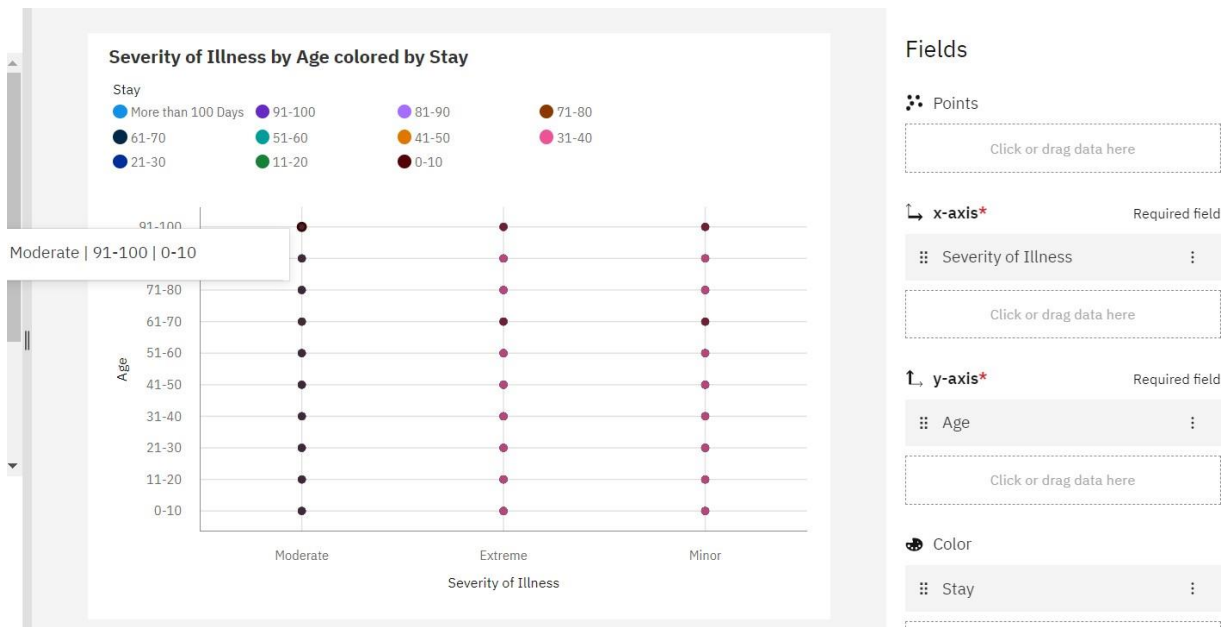 Severity of Illness by Age colored by Stay
Stay
More than 100 Days 91-100 81-90 71-80
61-70 51-60 41-50 31-40
21-30 11-20 0-10
91-100
Moderate | 91-100 | 0-10
71-80
61-70
51-60
41-50
31-40
21-30
11-20
0-10
Age
Moderate Extreme Minor
Severity of Illness
Fields
Points
Click or drag data here
x-axis* Required field
Severity of Illness
Click or drag data here
y-axis* Required field
Age
Click or drag data here
Color
Stay